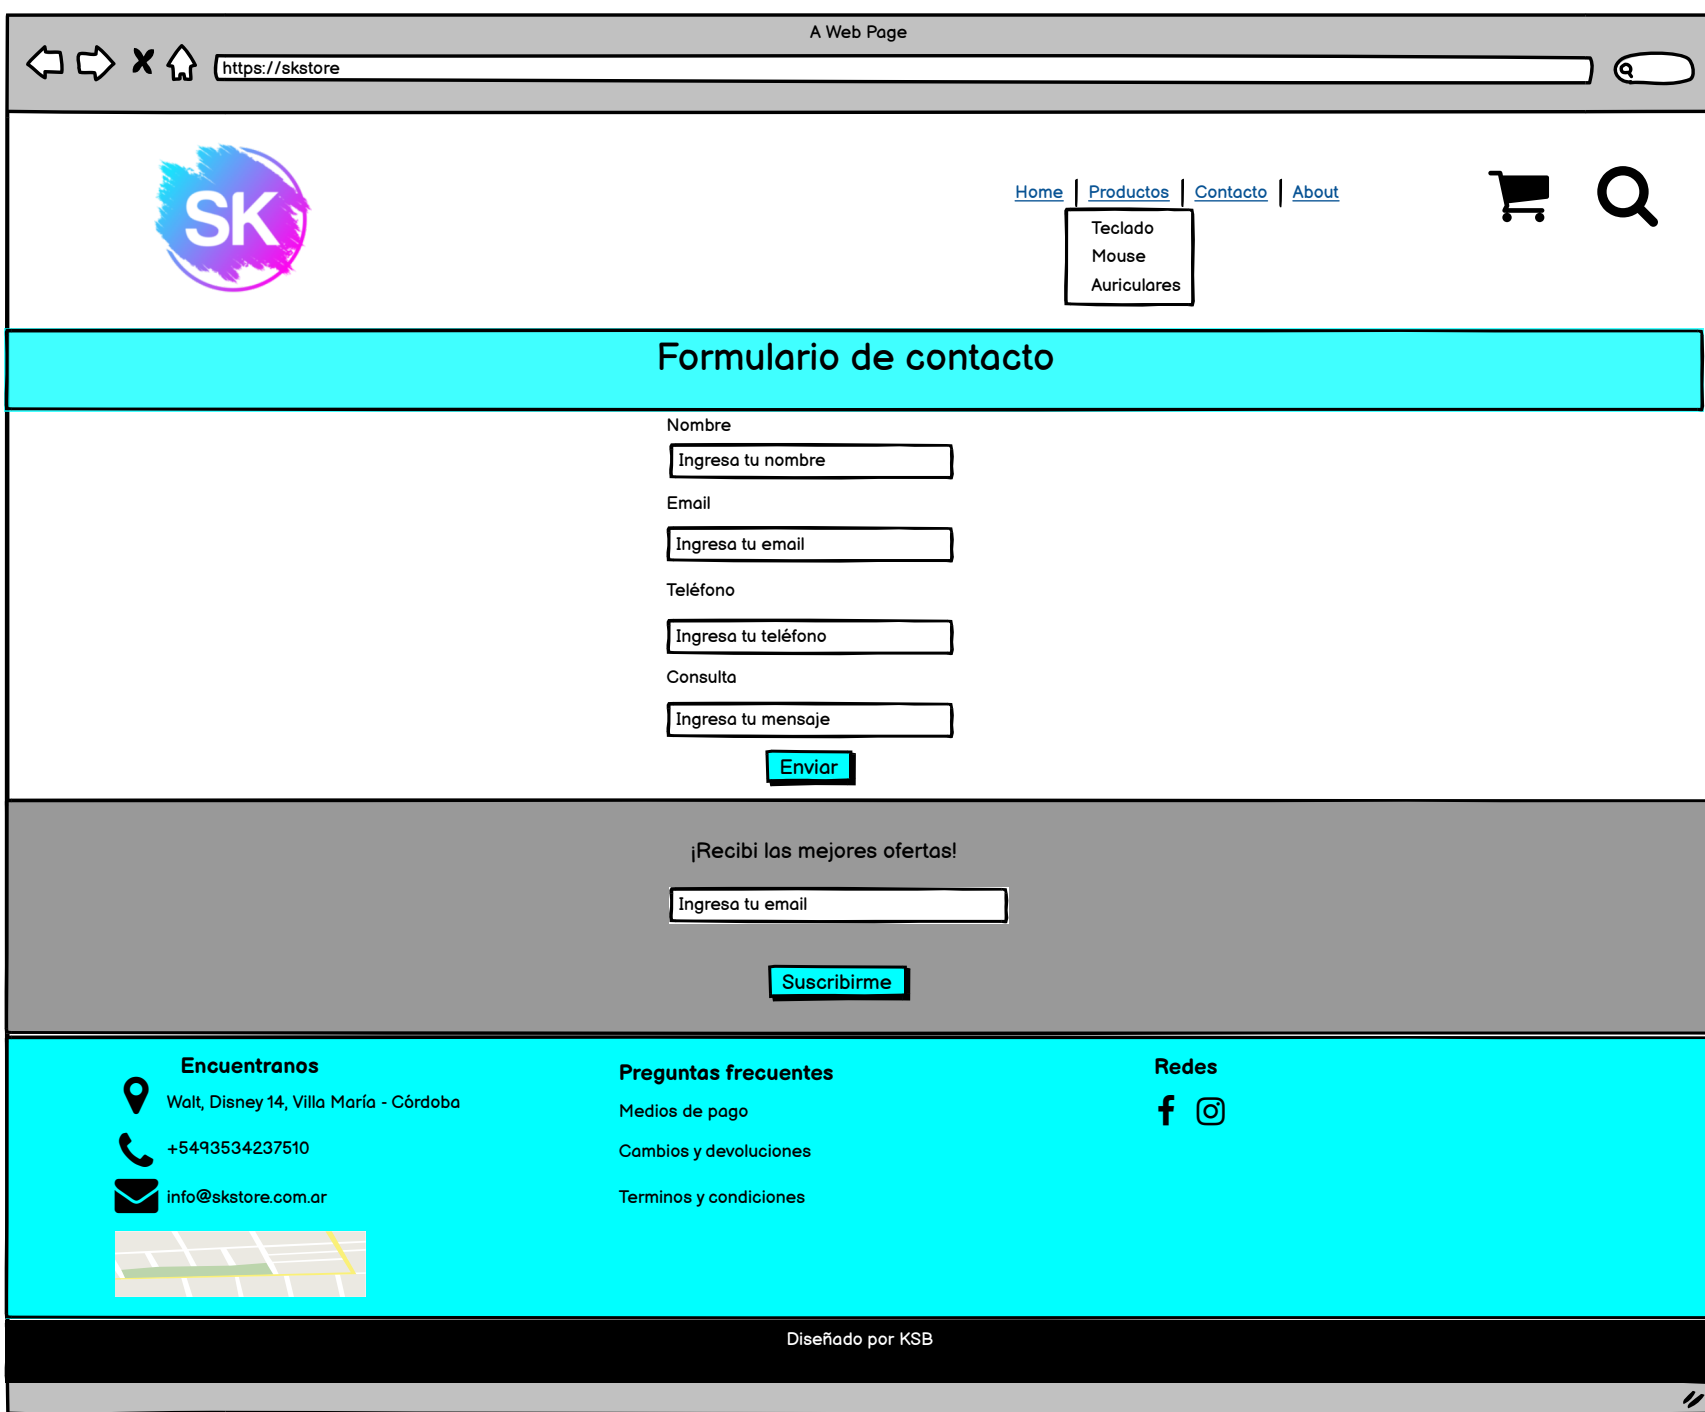 A Web Page
https://skstore
SK
Home Productos Contacto About
Teclado
Mouse
Auriculares
Formulario de contacto
Nombre
Ingresa tu nombre
Email
Ingresa tu email
Teléfono
Ingresa tu teléfono
Consulta
Ingresa tu mensaje
Enviar
¡Recibi las mejores ofertas!
Ingresa tu email
Suscribirme
Encuentranos
Walt, Disney 14, Villa María - Córdoba
+5493534237510
info@skstore.com.ar
Preguntas frecuentes
Medios de pago
Cambios y devoluciones
Terminos y condiciones
Redes
Diseñado por KSB